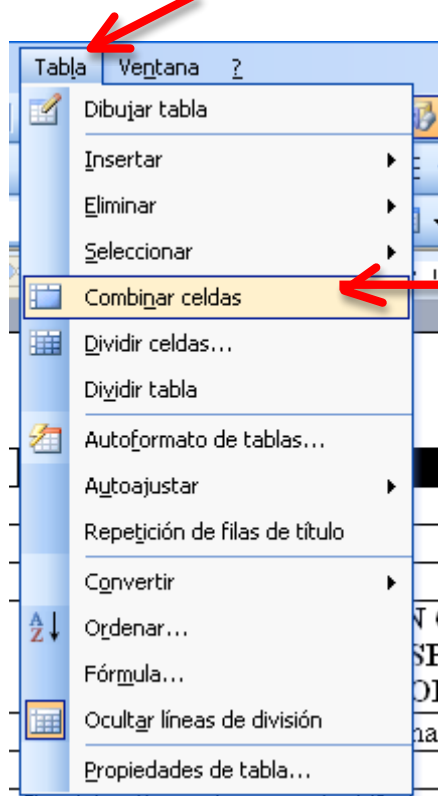 Tabla Ventana ?
Dibujar tabla
Insertar
Eliminar
Seleccionar
Combinar celdas
Dividir celdas...
Dividir tabla
Autoformato de tablas...
Autoajustar
Repetición de filas de título
Convertir
Ordenar...
Fórmula...
Ocultar líneas de división
Propiedades de tabla...